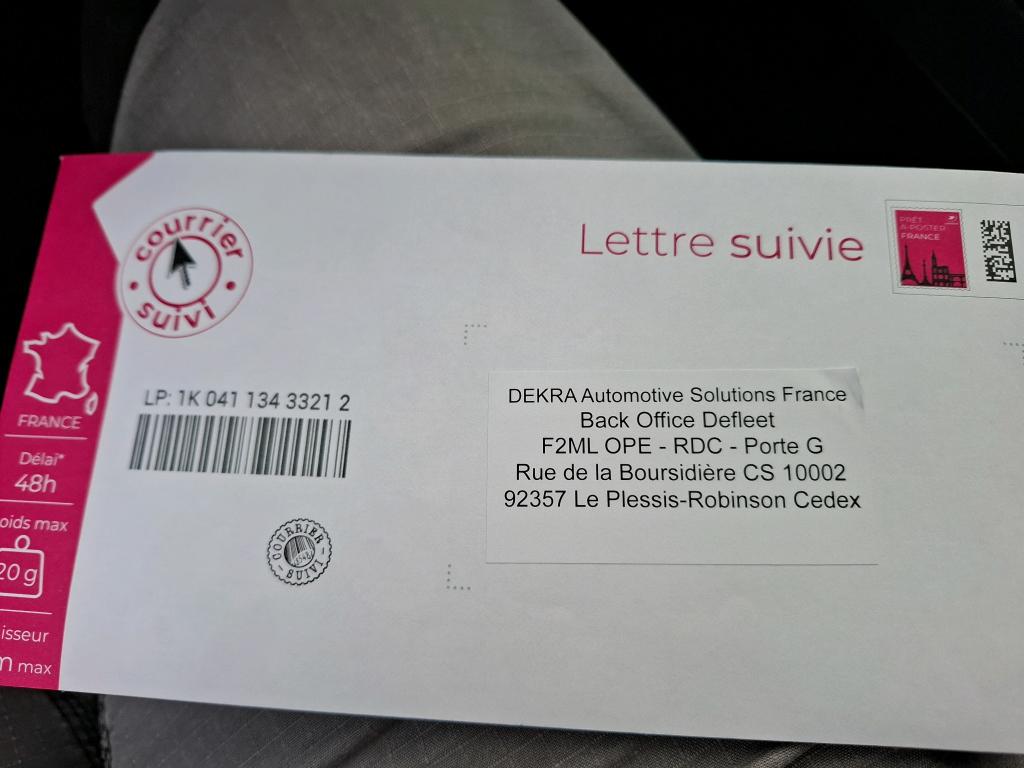 courrier
suivi
Lettre suivie
PRÊT
À POSTER
FRANCE
LP: 1K 041 134 3321 2
DEKRA Automotive Solutions France
Back Office Defleet
F2ML OPE - RDC - Porte G
Rue de la Boursidière CS 10002
92357 Le Plessis-Robinson Cedex
COURRIER
SUIVI
FRANCE
Délai*
48h
oids max
20 g
isseur
m max